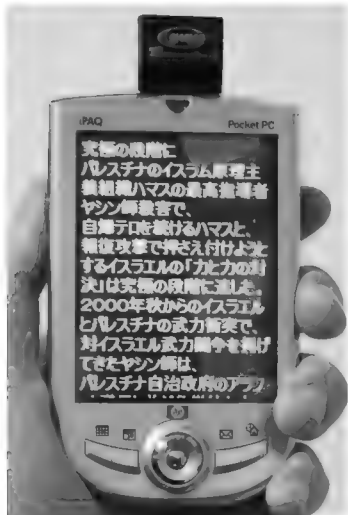 iPAQ
Pocket PC
究極の段階に
パレスチナのイスラム原理主
義組織ハマスの最高指導者
ヤシン師殺害で、
自爆テロを続けるハマスと、
報復攻撃で押さえ付けようと
するイスラエルの「力と力の対
決」は究極の段階に達した。
2000年秋からのイスラエル
とパレスチナの武力衝突で、
対イスラエル武力闘争を掲げ
てきたヤシン師は、
パレスチナ自治政府のアラフ
hp